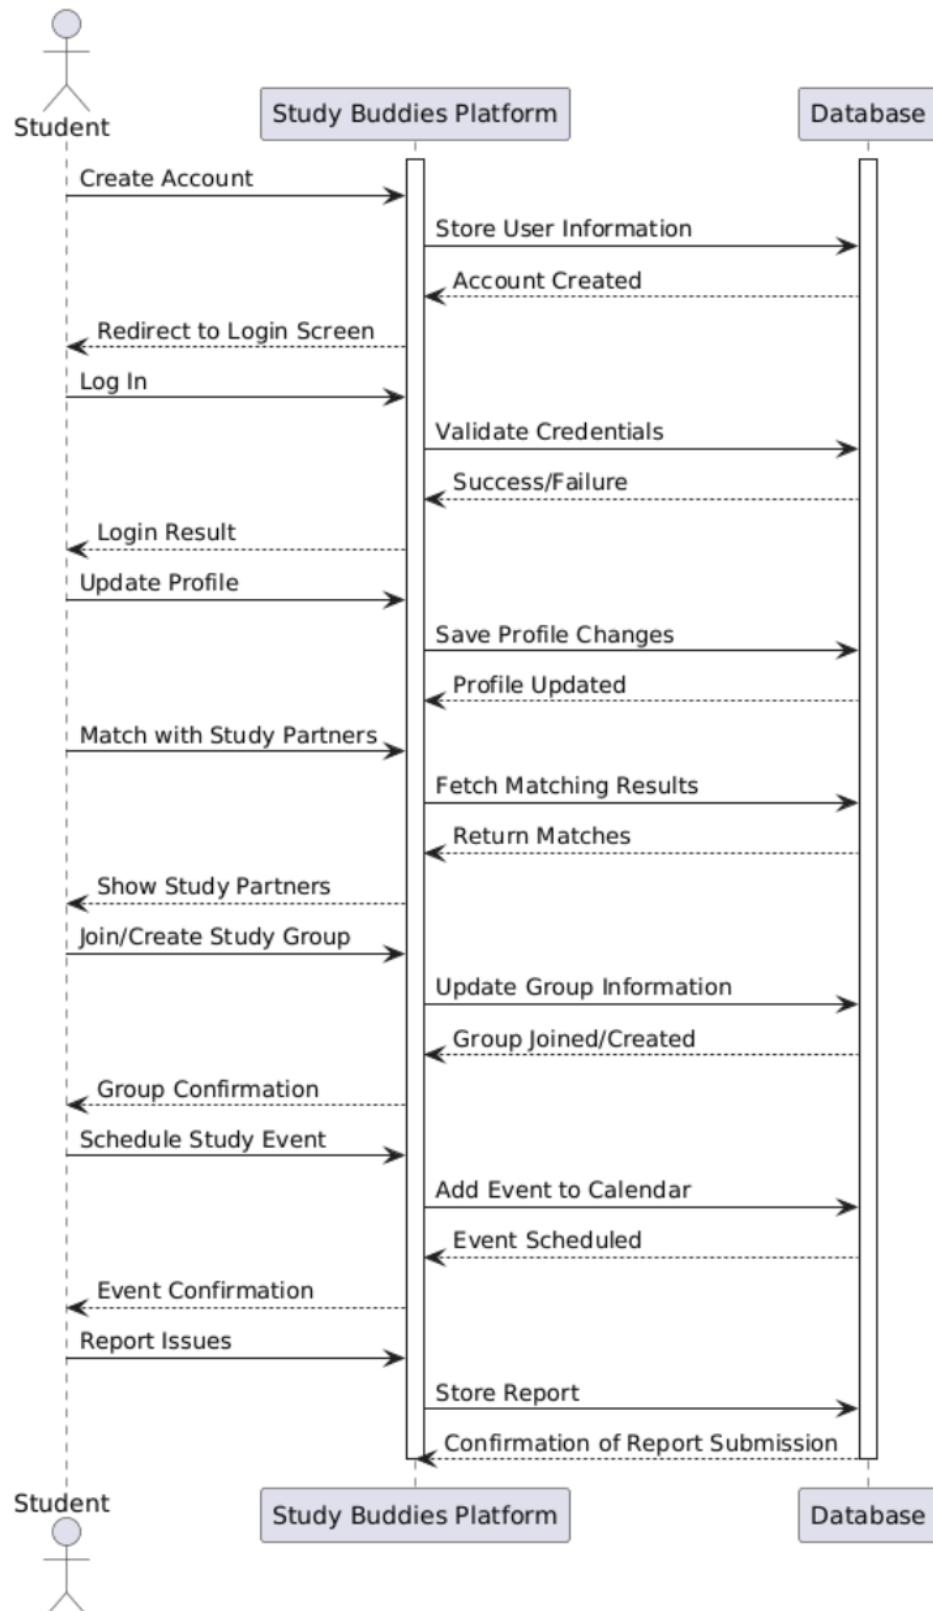 Student
Study Buddies Platform
Database
Create Account
Store User Information
Account Created
Redirect to Login Screen
Log In
Validate Credentials
Success/Failure
Login Result
Update Profile
Save Profile Changes
Profile Updated
Match with Study Partners
Fetch Matching Results
Return Matches
Show Study Partners
Join/Create Study Group
Update Group Information
Group Joined/Created
Group Confirmation
Schedule Study Event
Add Event to Calendar
Event Scheduled
Event Confirmation
Report Issues
Store Report
Confirmation of Report Submission
Student
Study Buddies Platform
Database